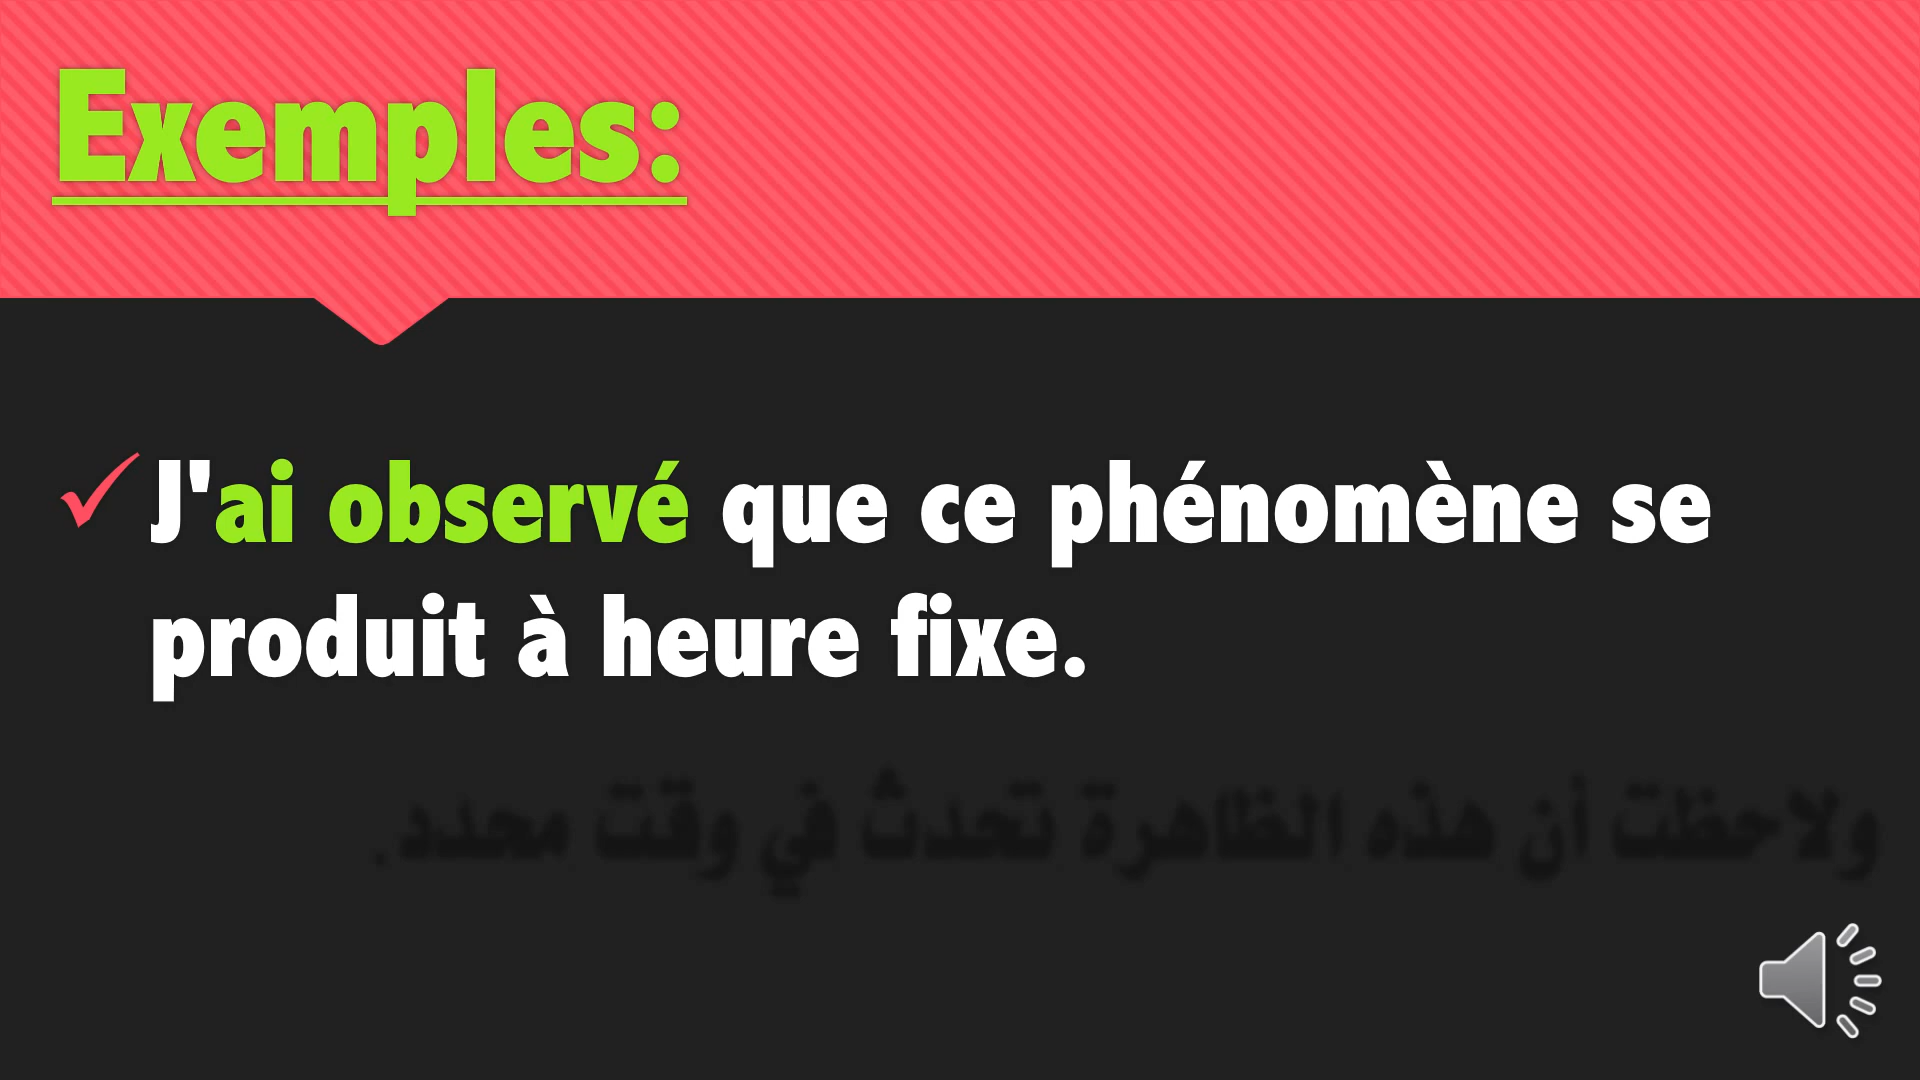 Exemples:
J'ai observé que ce phénomène se
produit à heure fixe.
ولاحظت أن هذه الظاهرة تحدث في وقت محدد.